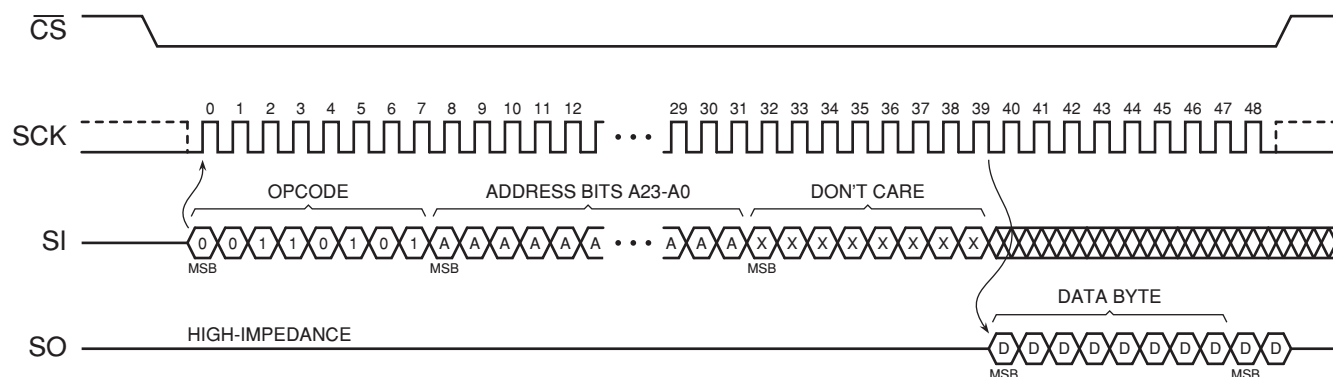 CS
SCK
0 1 2 3 4 5 6 7 8 9 10 11 12 29 30 31 32 33 34 35 36 37 38 39 40 41 42 43 44 45 46 47 48
OPCODE ADDRESS BITS A23-A0 DON'T CARE
SI 0 0 1 1 0 1 0 1 A A A A A A A A A X X X X X X X X
MSB MSB MSB
DATA BYTE
SO HIGH-IMPEDANCE D D D D D D D D D D
MSB MSB